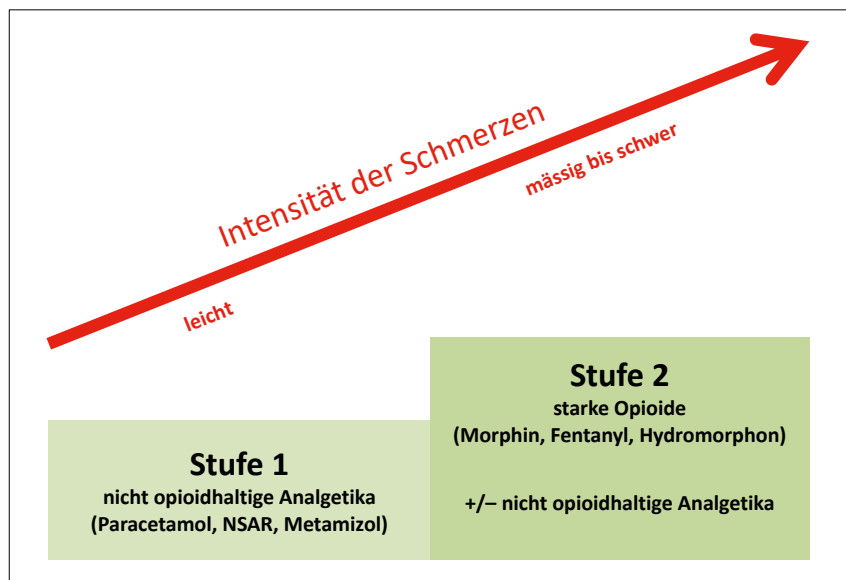 Intensität der Schmerzen
mässig bis schwer
leicht
Stufe 1
nicht opioidhaltige Analgetika
(Paracetamol, NSAR, Metamizol)
Stufe 2
starke Opioide
(Morphin, Fentanyl, Hydromorphon)
+/– nicht opioidhaltige Analgetika